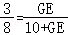 3/8 = GE/(10+GE)